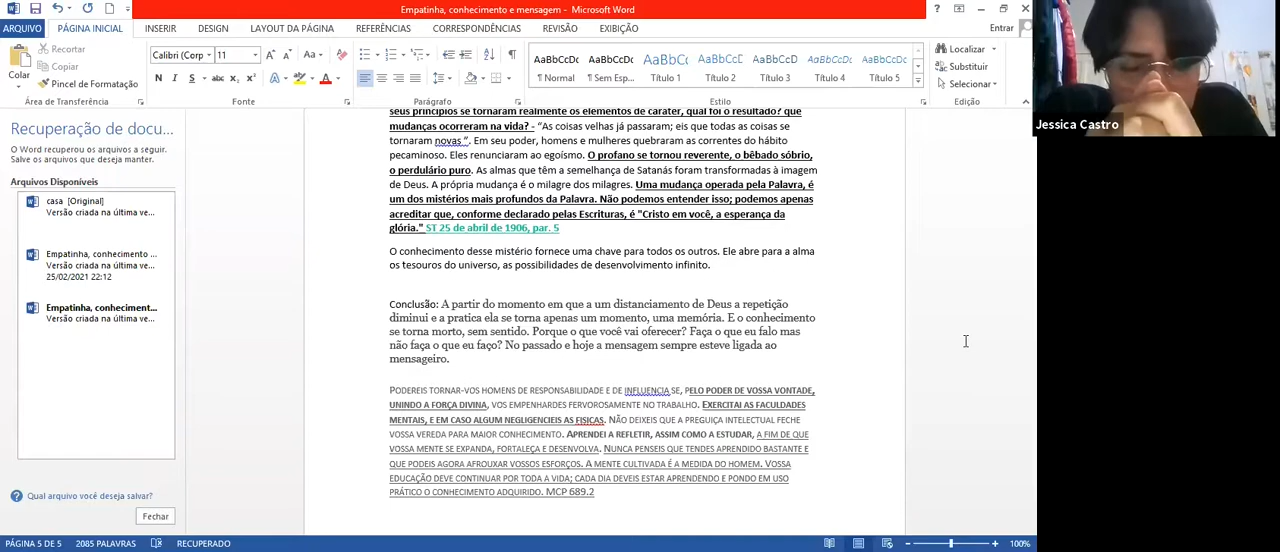 Empatinha, conhecimento e mensagem - Microsoft Word
ARQUIVO PÁGINA INICIAL INSERIR DESIGN LAYOUT DA PÁGINA REFERÊNCIAS CORRESPONDÊNCIAS REVISÃO EXIBIÇÃO Entrar
Colar
Recortar
Copiar
Pincel de Formatação
Área de Transferência
Calibri (Corp 11
Fonte
Parágrafo
AaBbCcDc AaBbCcDc AaBbCc AaBbCcC AaBbCcD AaBbCcDc AaBbCcDc
¶ Normal ¶ Sem Esp... Título 1 Título 2 Título 3 Título 4 Título 5
Estilo
Localizar
Substituir
Selecionar
Edição
Jessica Castro
Recuperação de docu...
O Word recuperou os arquivos a seguir.
Salve os arquivos que deseja manter.
Arquivos Disponíveis
casa [Original]
Versão criada na última ve...
Empatinha, conhecimento ...
Versão criada na última ve...
25/02/2021 22:12
Empatinha, conheciment...
Versão criada na última ve...
Qual arquivo você deseja salvar?
Fechar
seus princípios se tornaram realmente os elementos de caráter, qual foi o resultado? que
mudanças ocorreram na vida? - “As coisas velhas já passaram; eis que todas as coisas se
tornaram novas ”. Em seu poder, homens e mulheres quebraram as correntes do hábito
pecaminoso. Eles renunciaram ao egoísmo. O profano se tornou reverente, o bêbado sóbrio,
o perdulário puro. As almas que têm a semelhança de Satanás foram transformadas à imagem
de Deus. A própria mudança é o milagre dos milagres. Uma mudança operada pela Palavra, é
um dos mistérios mais profundos da Palavra. Não podemos entender isso; podemos apenas
acreditar que, conforme declarado pelas Escrituras, é "Cristo em você, a esperança da
glória." ST 25 de abril de 1906, par. 5
O conhecimento desse mistério fornece uma chave para todos os outros. Ele abre para a alma
os tesouros do universo, as possibilidades de desenvolvimento infinito.
Conclusão: A partir do momento em que a um distanciamento de Deus a repetição
diminui e a pratica ela se torna apenas um momento, uma memória. E o conhecimento
se torna morto, sem sentido. Porque o que você vai oferecer? Faça o que eu falo mas
não faça o que eu faço? No passado e hoje a mensagem sempre esteve ligada ao
mensageiro.
PODEREIS TORNAR-VOS HOMENS DE RESPONSABILIDADE E DE INFLUENCIA SE, PELO PODER DE VOSSA VONTADE,
UNINDO A FORÇA DIVINA, VOS EMPENHARDES FERVOROSAMENTE NO TRABALHO. EXERCITAI AS FACULDADES
MENTAIS, E EM CASO ALGUM NEGLIGENCIEIS AS FISICAS. NÃO DEIXEIS QUE A PREGUIÇA INTELECTUAL FECHE
VOSSA VEREDA PARA MAIOR CONHECIMENTO. APRENDEI A REFLETIR, ASSIM COMO A ESTUDAR, A FIM DE QUE
VOSSA MENTE SE EXPANDA, FORTALEÇA E DESENVOLVA. NUNCA PENSEIS QUE TENDES APRENDIDO BASTANTE E
QUE PODEIS AGORA AFROUXAR VOSSOS ESFORÇOS. A MENTE CULTIVADA É A MEDIDA DO HOMEM. VOSSA
EDUCAÇÃO DEVE CONTINUAR POR TODA A VIDA; CADA DIA DEVEIS ESTAR APRENDENDO E PONDO EM USO
PRÁTICO O CONHECIMENTO ADQUIRIDO. MCP 689.2
PÁGINA 5 DE 5 2085 PALAVRAS RECUPERADO 100%